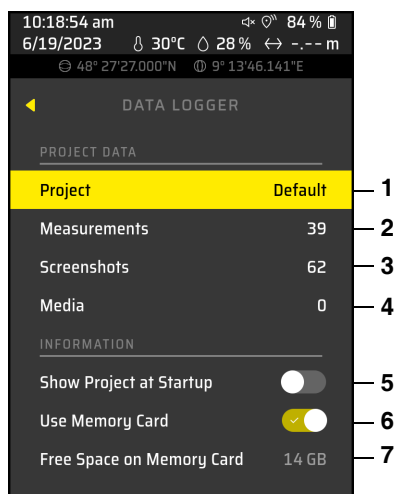 10:18:54 am 84 %
6/19/2023 30°C 28 % -.-- m
48° 27'27.000"N 9° 13'46.141"E
DATA LOGGER
PROJECT DATA
Project Default 1
Measurements 39 2
Screenshots 62 3
Media 0 4
INFORMATION
Show Project at Startup 5
Use Memory Card 6
Free Space on Memory Card 14 GB 7